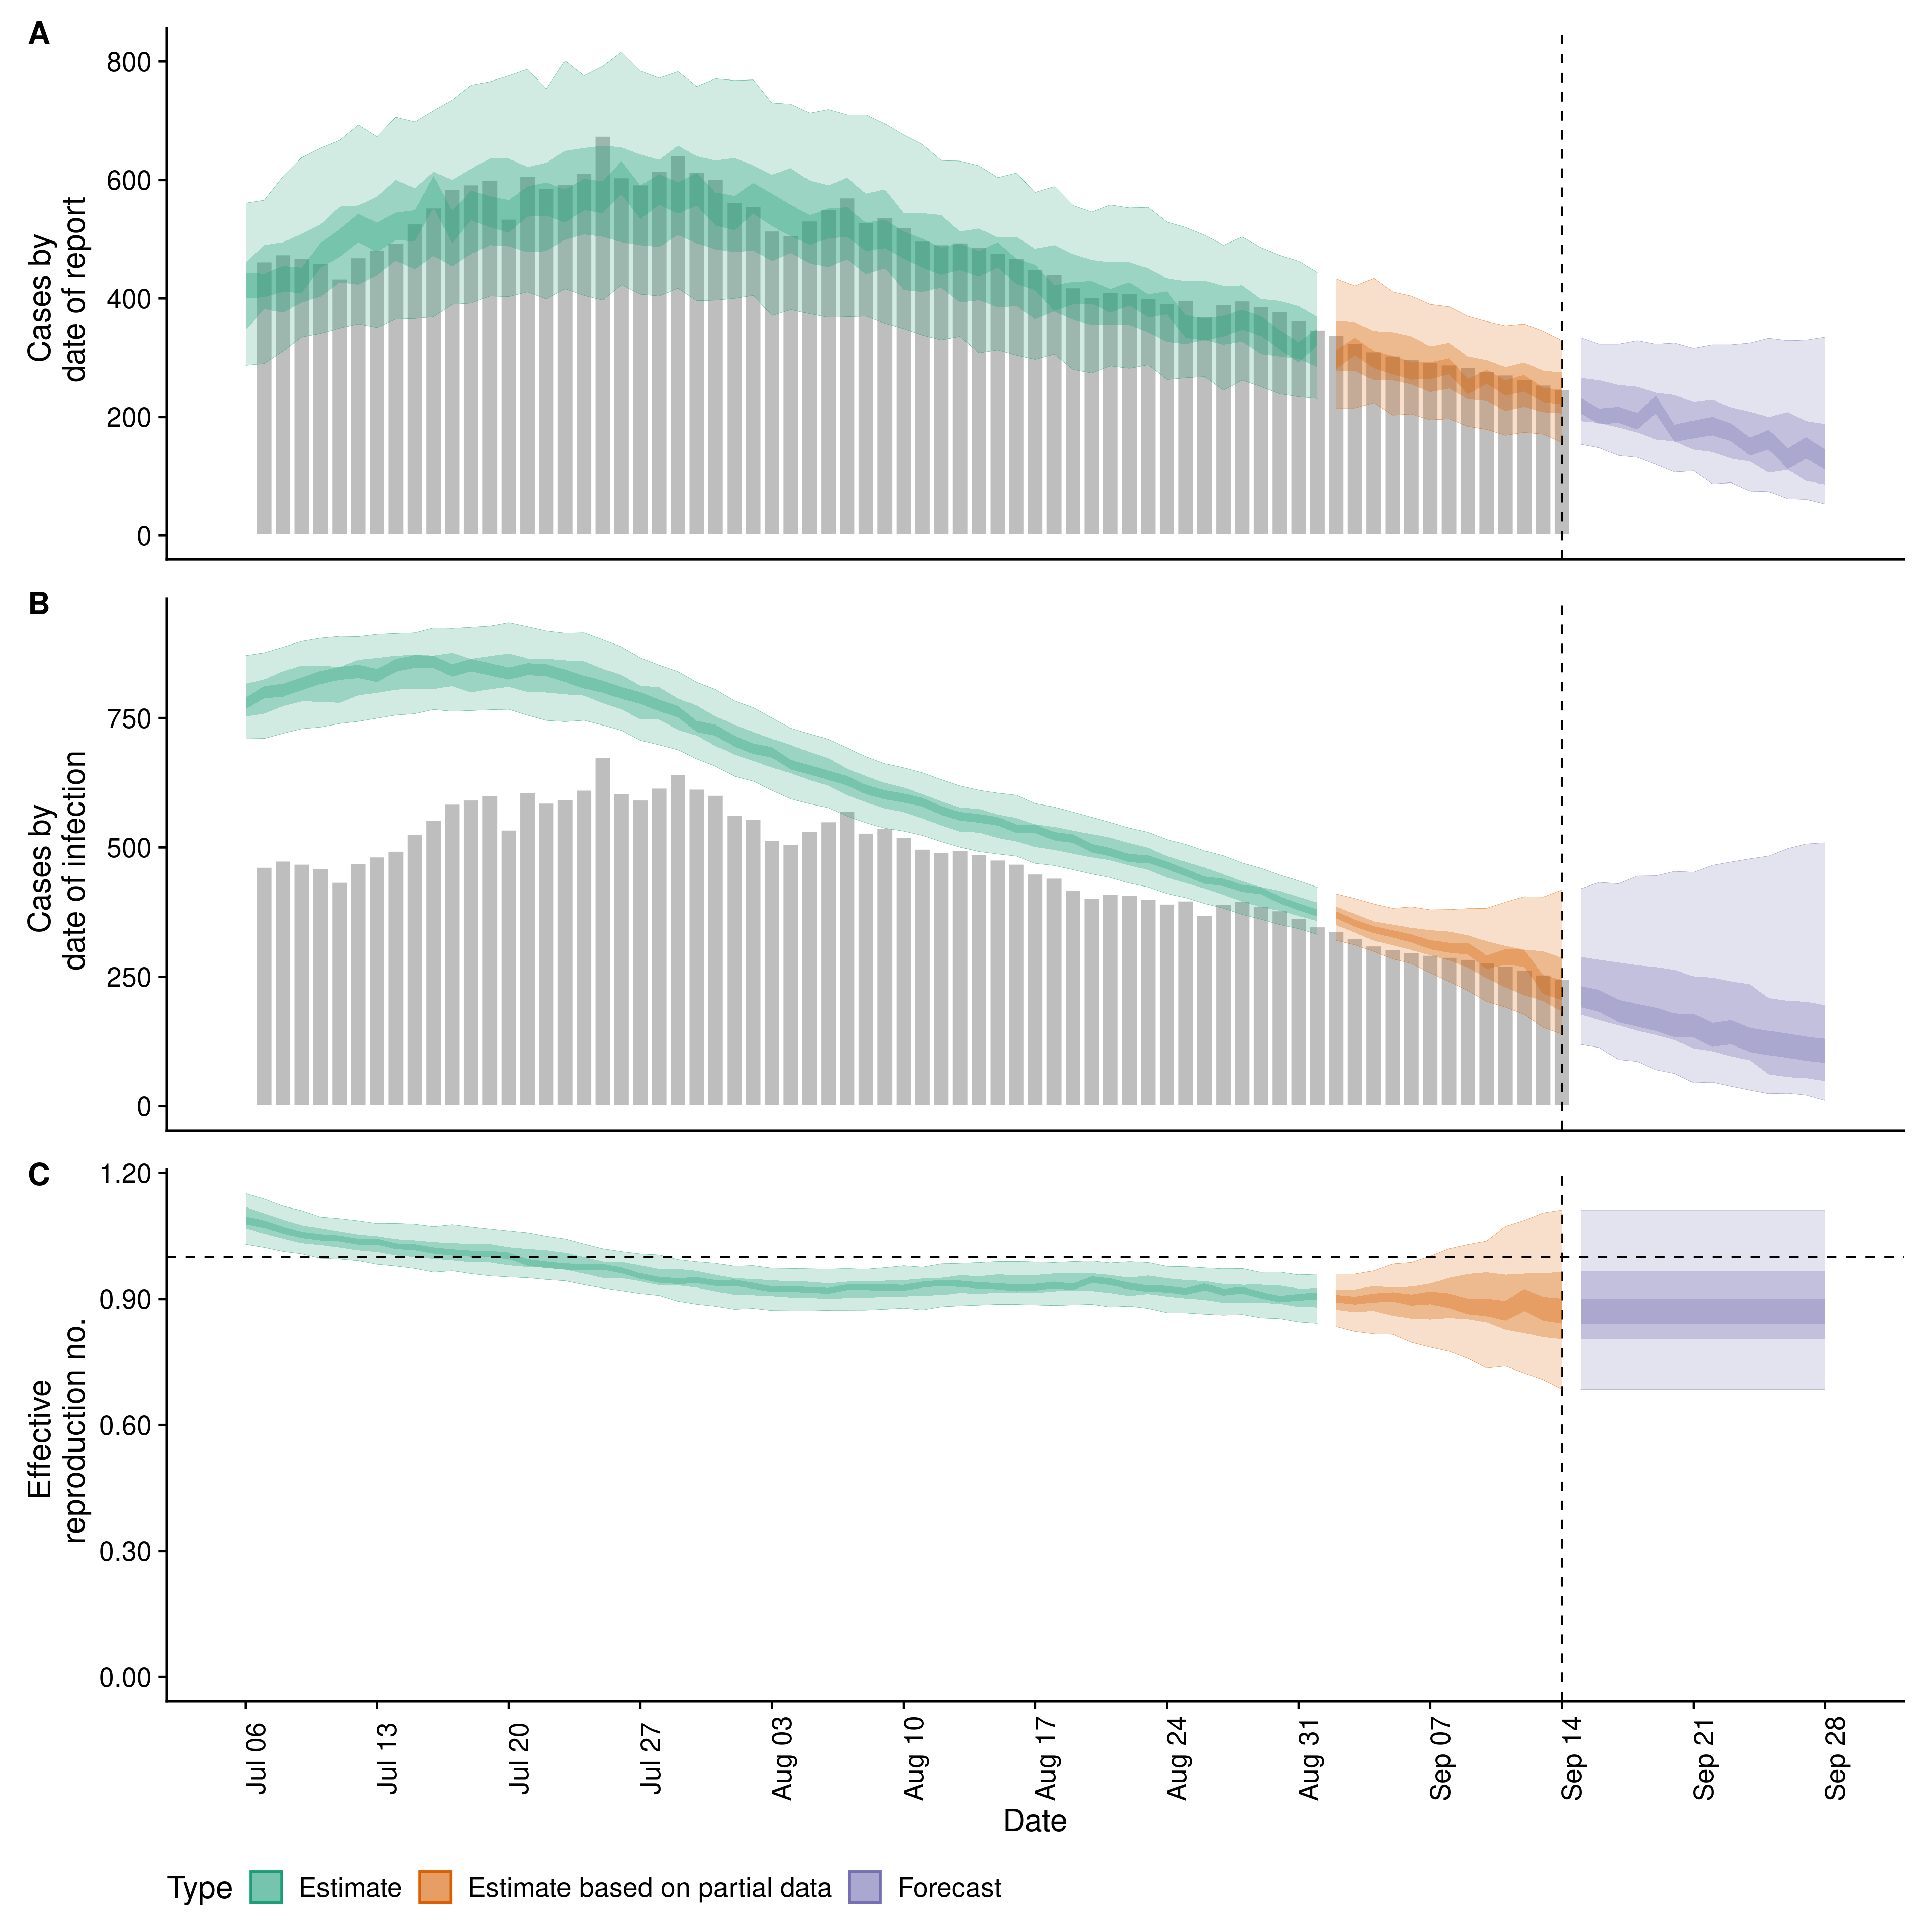 A
800
600
400
200
0
Cases by
date of report
B
750
500
250
0
Cases by
date of infection
C
1.20
0.90
0.60
0.30
0.00
Effective
reproduction no.
Jul 06
Jul 13
Jul 20
Jul 27
Aug 03
Aug 10
Aug 17
Aug 24
Aug 31
Sep 07
Sep 14
Sep 21
Sep 28
Date
Type Estimate Estimate based on partial data Forecast